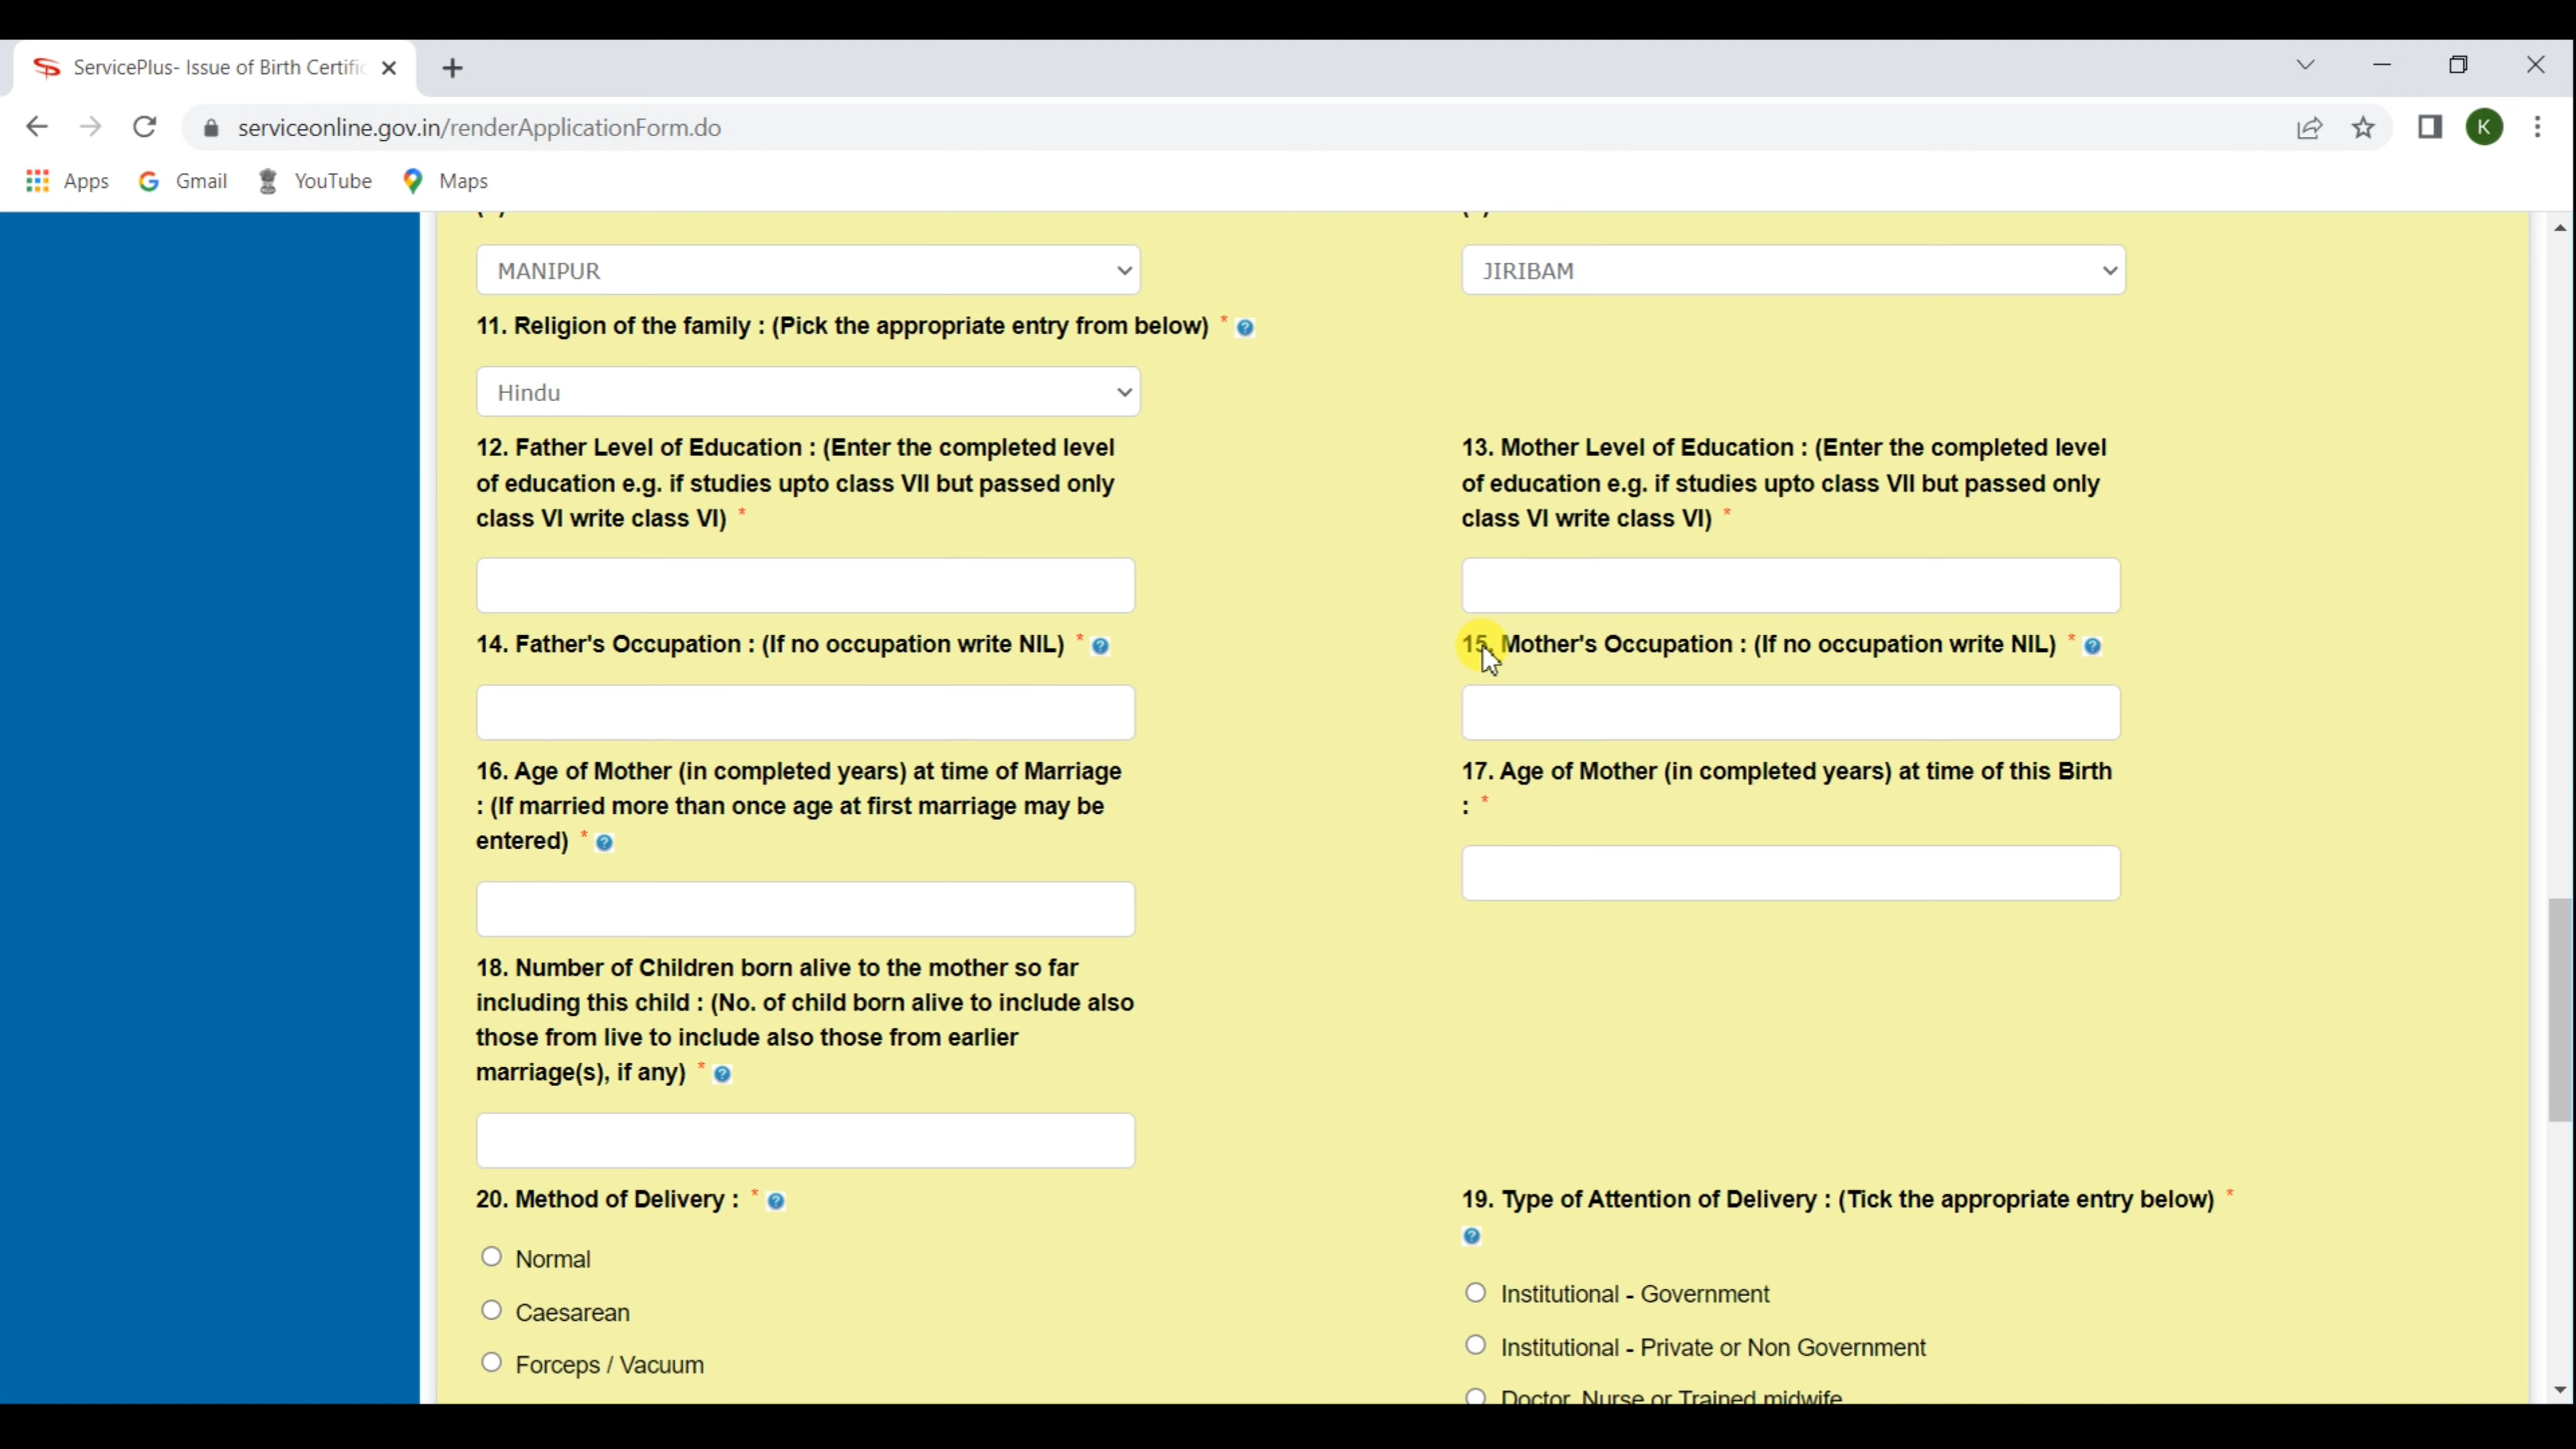 ServicePlus- Issue of Birth Certific
serviceonline.gov.in/renderApplicationForm.do
K
Apps
Gmail
YouTube
Maps
MANIPUR
JIRIBAM
11. Religion of the family : (Pick the appropriate entry from below) *
Hindu
12. Father Level of Education : (Enter the completed level
of education e.g. if studies upto class VII but passed only
class VI write class VI) *
13. Mother Level of Education : (Enter the completed level
of education e.g. if studies upto class VII but passed only
class VI write class VI) *
14. Father's Occupation : (If no occupation write NIL) *
15. Mother's Occupation : (If no occupation write NIL) *
16. Age of Mother (in completed years) at time of Marriage
: (If married more than once age at first marriage may be
entered) *
17. Age of Mother (in completed years) at time of this Birth
: *
18. Number of Children born alive to the mother so far
including this child : (No. of child born alive to include also
those from live to include also those from earlier
marriage(s), if any) *
20. Method of Delivery : *
Normal
Caesarean
Forceps / Vacuum
19. Type of Attention of Delivery : (Tick the appropriate entry below) *
Institutional - Government
Institutional - Private or Non Government
Doctor, Nurse or Trained midwife